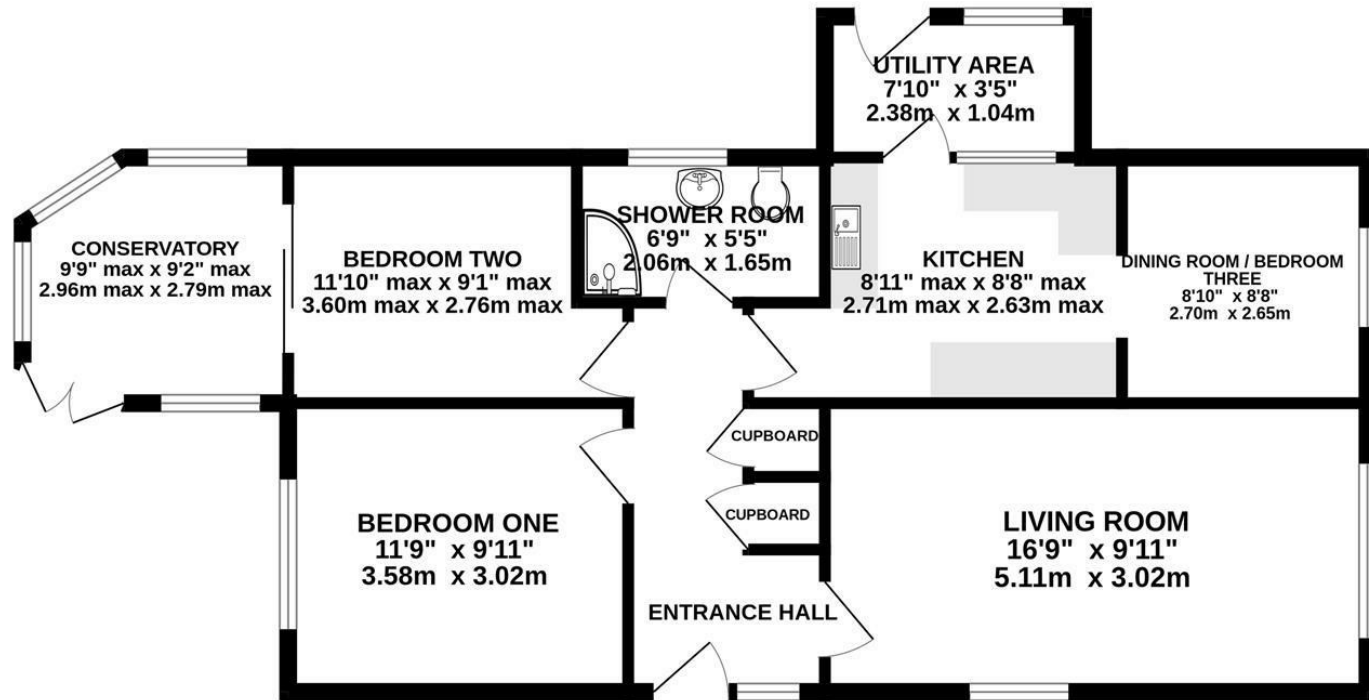 UTILITY AREA
7'10" x 3'5"
2.38m x 1.04m
CONSERVATORY
9'9" max x 9'2" max
2.96m max x 2.79m max
BEDROOM TWO
11'10" max x 9'1" max
3.60m max x 2.76m max
SHOWER ROOM
6'9" x 5'5"
2.06m x 1.65m
KITCHEN
8'11" max x 8'8" max
2.71m max x 2.63m max
DINING ROOM / BEDROOM
THREE
8'10" x 8'8"
2.70m x 2.65m
CUPBOARD
CUPBOARD
BEDROOM ONE
11'9" x 9'11"
3.58m x 3.02m
LIVING ROOM
16'9" x 9'11"
5.11m x 3.02m
ENTRANCE HALL